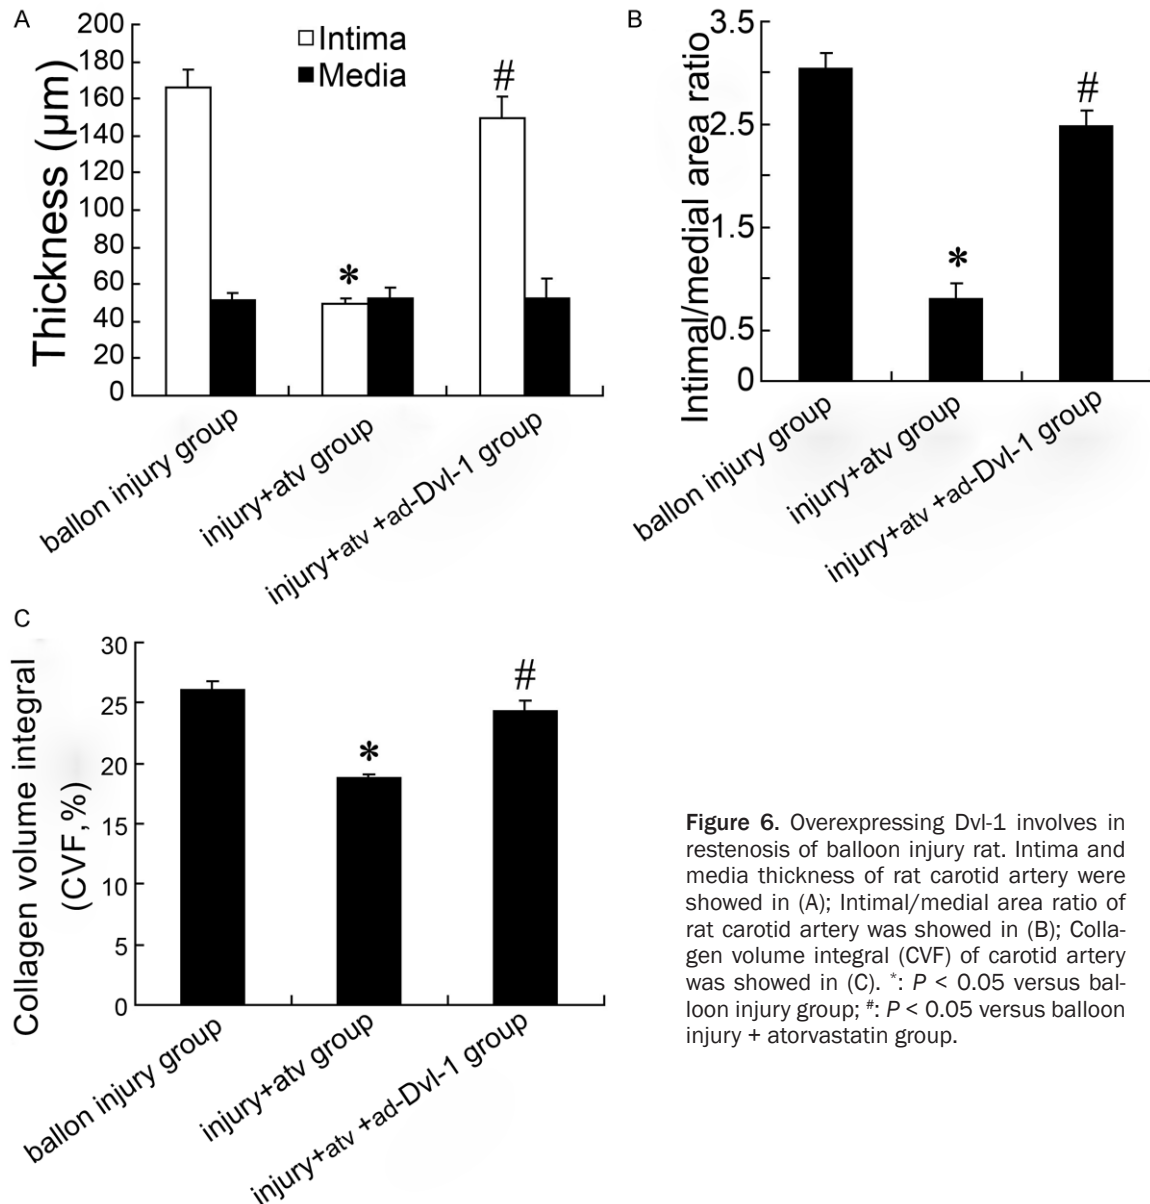 A
Thickness (µm)
200
180
160
140
120
100
80
60
40
20
0
Intima
Media
*
#
ballon injury group
injury+atv group
injury+atv +ad-Dvl-1 group
B
Intimal/medial area ratio
3.5
2.5
1.5
0.5
0
*
#
ballon injury group
injury+atv group
injury+atv +ad-Dvl-1 group
C
Collagen volume integral
(CVF, %)
30
25
20
15
10
5
0
*
#
ballon injury group
injury+atv group
injury+atv +ad-Dvl-1 group
Figure 6. Overexpressing Dvl-1 involves in
restenosis of balloon injury rat. Intima and
media thickness of rat carotid artery were
showed in (A); Intimal/medial area ratio of
rat carotid artery was showed in (B); Colla-
gen volume integral (CVF) of carotid artery
was showed in (C). *: P < 0.05 versus bal-
loon injury group; #: P < 0.05 versus balloon
injury + atorvastatin group.